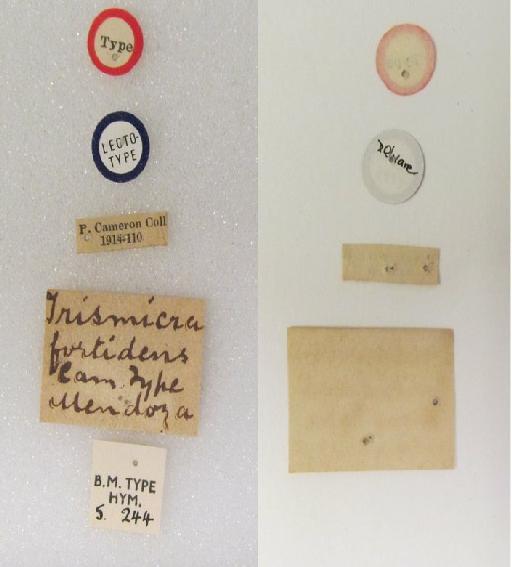 Type
LECTO-
TYPE
P. Cameron Coll
1914-110
Trismicra
fortidens
Cam. Type
Mendoza
B.M. TYPE
HYM.
5. 244